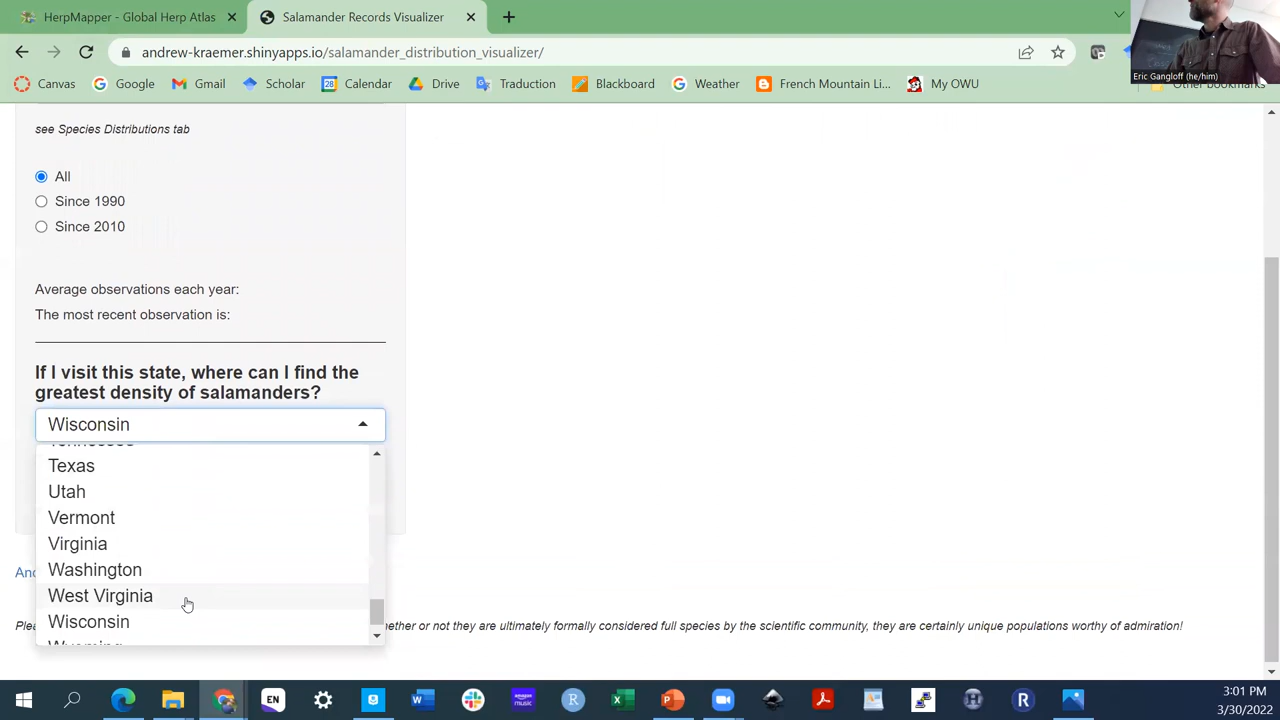 HerpMapper - Global Herp Atlas
Salamander Records Visualizer
andrew-kraemer.shinyapps.io/salamander_distribution_visualizer/
Canvas Google Gmail Scholar Calendar Drive Traduction Blackboard Weather French Mountain Li... My OWU Other bookmarks
Eric Gangloff (he/him)
see Species Distributions tab
All
Since 1990
Since 2010
Average observations each year:
The most recent observation is:
If I visit this state, where can I find the
greatest density of salamanders?
Wisconsin
Tennessee
Texas
Utah
Vermont
Virginia
Washington
West Virginia
Wisconsin
Wyoming
ether or not they are ultimately formally considered full species by the scientific community, they are certainly unique populations worthy of admiration!
3:01 PM
3/30/2022